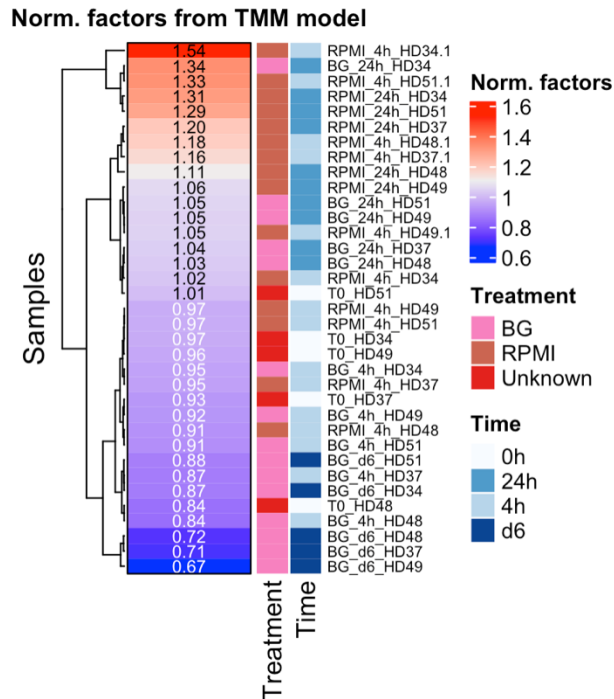 Norm. factors from TMM model
Samples
1.54 RPMI_4h_HD34.1
1.34 BG_24h_HD34
1.33 RPMI_4h_HD51.1
1.31 RPMI_24h_HD34
1.29 RPMI_24h_HD51
1.20 RPMI_24h_HD37
1.18 RPMI_4h_HD48.1
1.16 RPMI_4h_HD37.1
1.11 RPMI_24h_HD48
1.06 RPMI_24h_HD49
1.05 BG_24h_HD51
1.05 BG_24h_HD49
1.05 RPMI_4h_HD49.1
1.04 BG_24h_HD37
1.03 BG_24h_HD48
1.02 RPMI_4h_HD34
1.01 T0_HD51
0.97 RPMI_4h_HD49
0.97 RPMI_4h_HD51
0.97 T0_HD34
0.96 T0_HD49
0.95 BG_4h_HD34
0.95 RPMI_4h_HD37
0.93 T0_HD37
0.92 BG_4h_HD49
0.91 RPMI_4h_HD48
0.91 BG_4h_HD51
0.88 BG_d6_HD51
0.87 BG_4h_HD37
0.87 BG_d6_HD34
0.84 T0_HD48
0.84 BG_4h_HD48
0.72 BG_d6_HD48
0.71 BG_d6_HD37
0.67 BG_d6_HD49
Treatment
Time
Norm. factors
1.6
1.4
1.2
1
0.8
0.6
Treatment
BG
RPMI
Unknown
Time
0h
24h
4h
d6